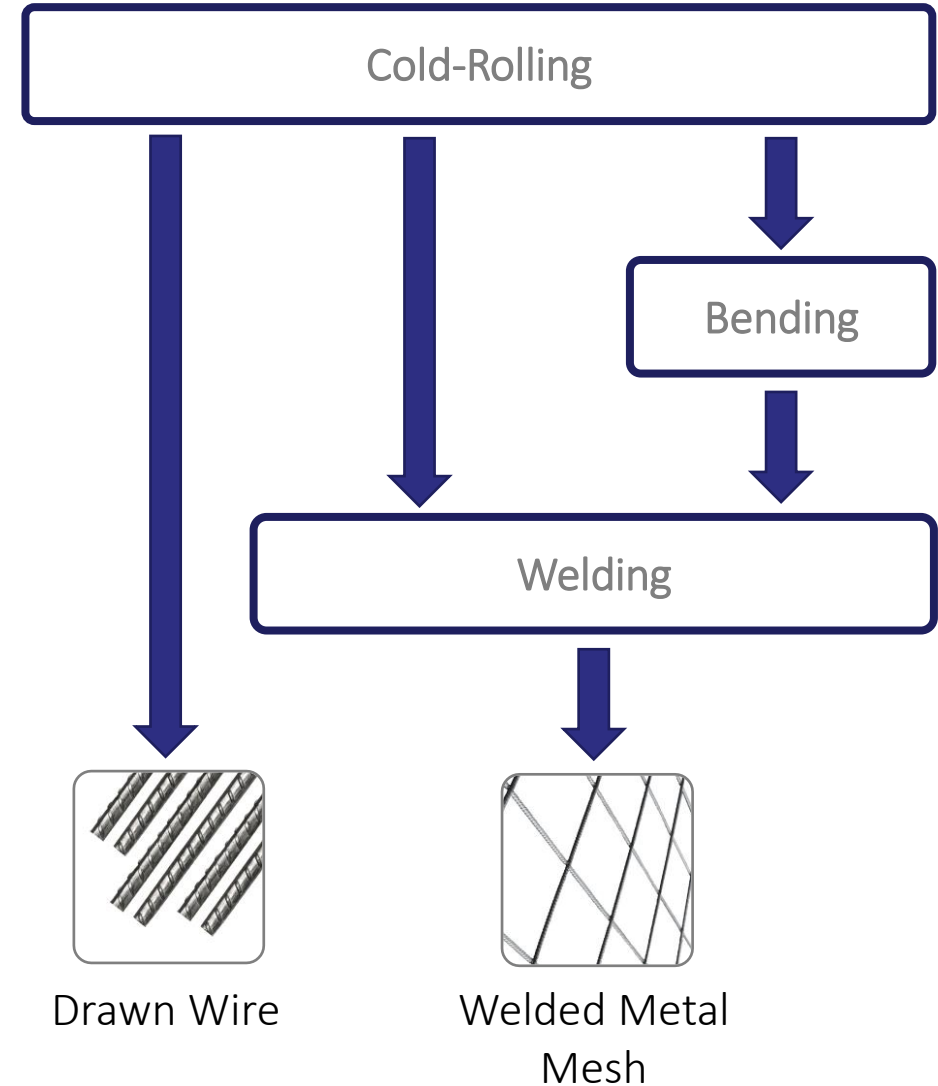 Cold-Rolling
Bending
Welding
Drawn Wire
Welded Metal
Mesh